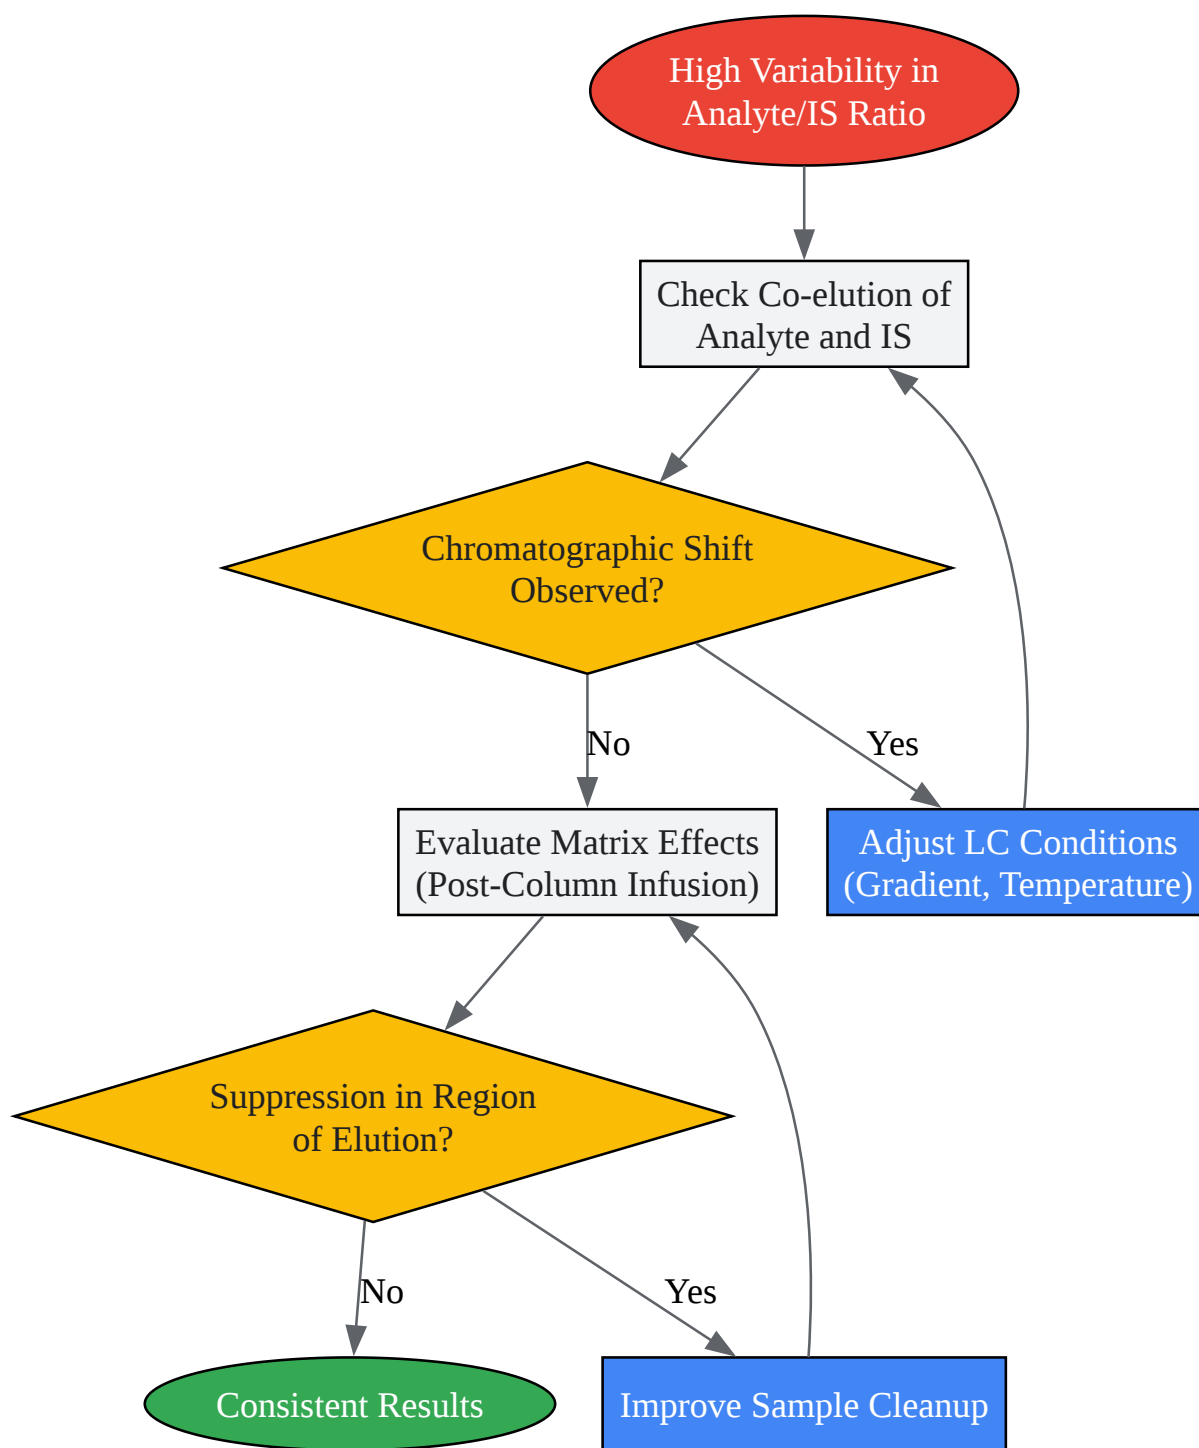 High Variability in
Analyte/IS Ratio
Check Co-elution of
Analyte and IS
Chromatographic Shift
Observed?
No
Yes
Evaluate Matrix Effects
(Post-Column Infusion)
Adjust LC Conditions
(Gradient, Temperature)
Suppression in Region
of Elution?
No
Yes
Consistent Results
Improve Sample Cleanup